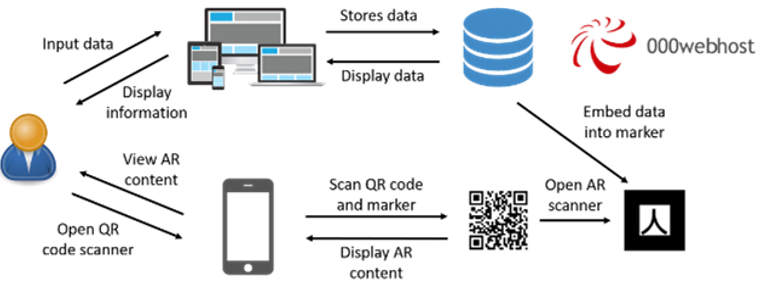 Input data
Stores data
000webhost
Display data
Display
information
Embed data
into marker
View AR
content
Scan QR code
and marker
Open AR
scanner
Open QR
code scanner
Display AR
content
人